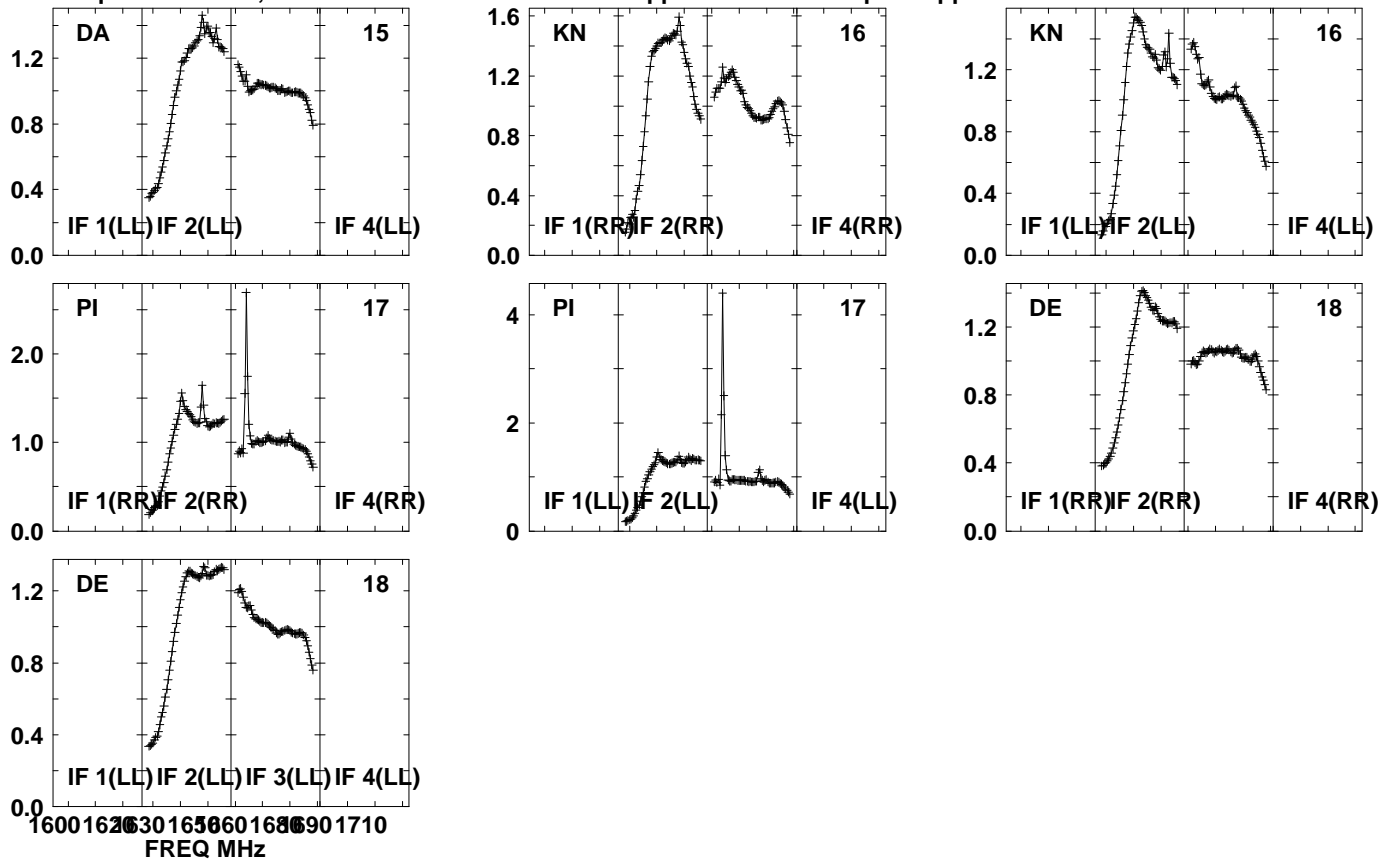 DA 15 KN 16 KN 16
1.2 1.6 1.2
0.8 1.2 0.8
0.4 0.8 0.4
0.0 0.4 0.0
0.0
IF 1(LL) IF 2(LL) IF 4(LL) IF 1(RR) IF 2(RR) IF 4(RR) IF 1(LL) IF 2(LL) IF 4(LL)
PI 17 PI 17 DE 18
2.0 4 1.2
1.0 2 0.8
0.0 0 0.4
0.0
IF 1(RR) IF 2(RR) IF 4(RR) IF 1(LL) IF 2(LL) IF 4(LL) IF 1(RR) IF 2(RR) IF 4(RR)
DE 18
1.2
0.8
0.4
0.0
IF 1(LL) IF 2(LL) IF 3(LL) IF 4(LL)
1600 1620 1630 1650 1660 1680 1690 1710
FREQ MHz